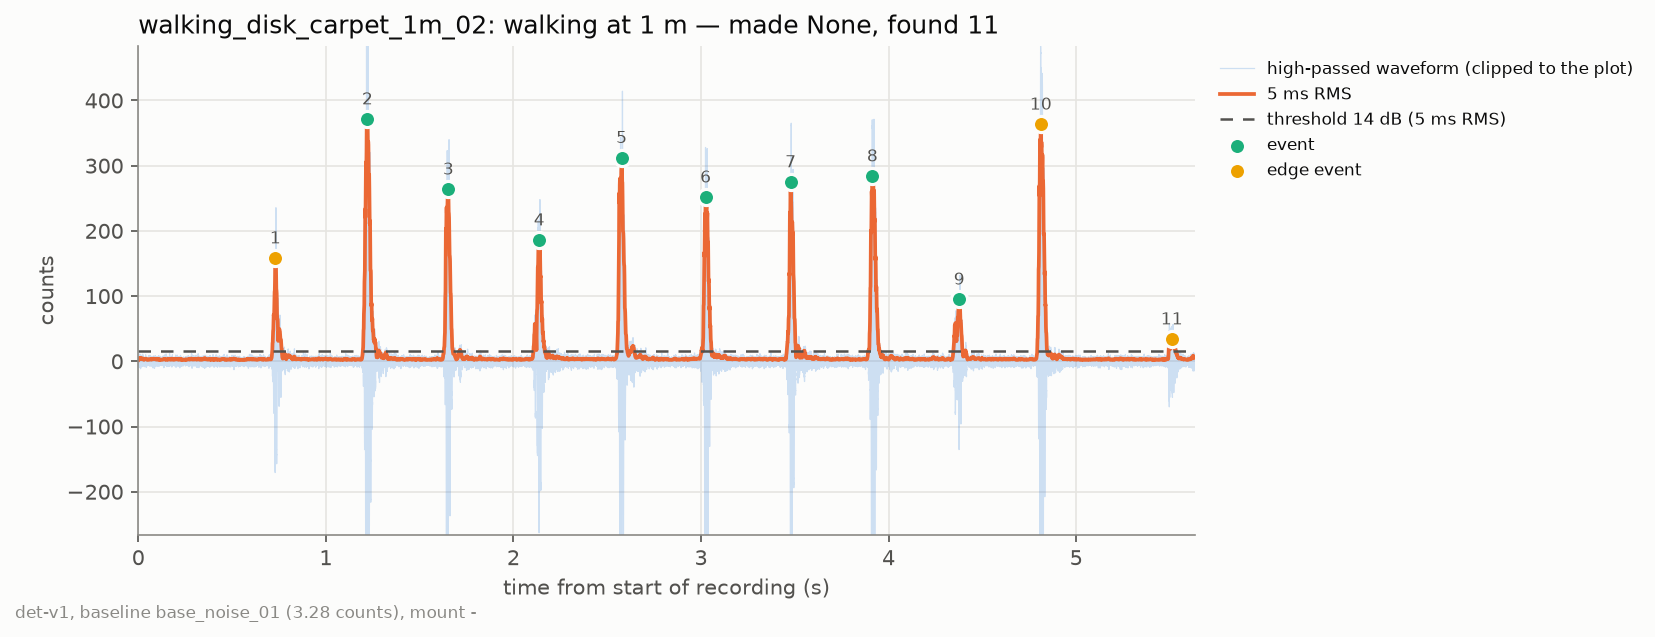 walking_disk_carpet_1m_02: walking at 1 m — made None, found 11
high-passed waveform (clipped to the plot)
5 ms RMS
threshold 14 dB (5 ms RMS)
event
edge event
counts
400
300
200
100
0
−100
−200
1
2
3
4
5
6
7
8
9
10
11
0
1
2
3
4
5
time from start of recording (s)
det-v1, baseline base_noise_01 (3.28 counts), mount -